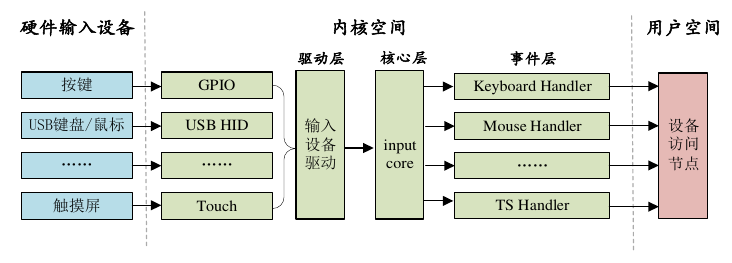 硬件输入设备
内核空间
用户空间
驱动层
核心层
事件层
按键
GPIO
Keyboard Handler
USB键盘/鼠标
USB HID
Mouse Handler
……
……
……
触摸屏
Touch
TS Handler
输入
设备
驱动
input
core
设备
访问
节点